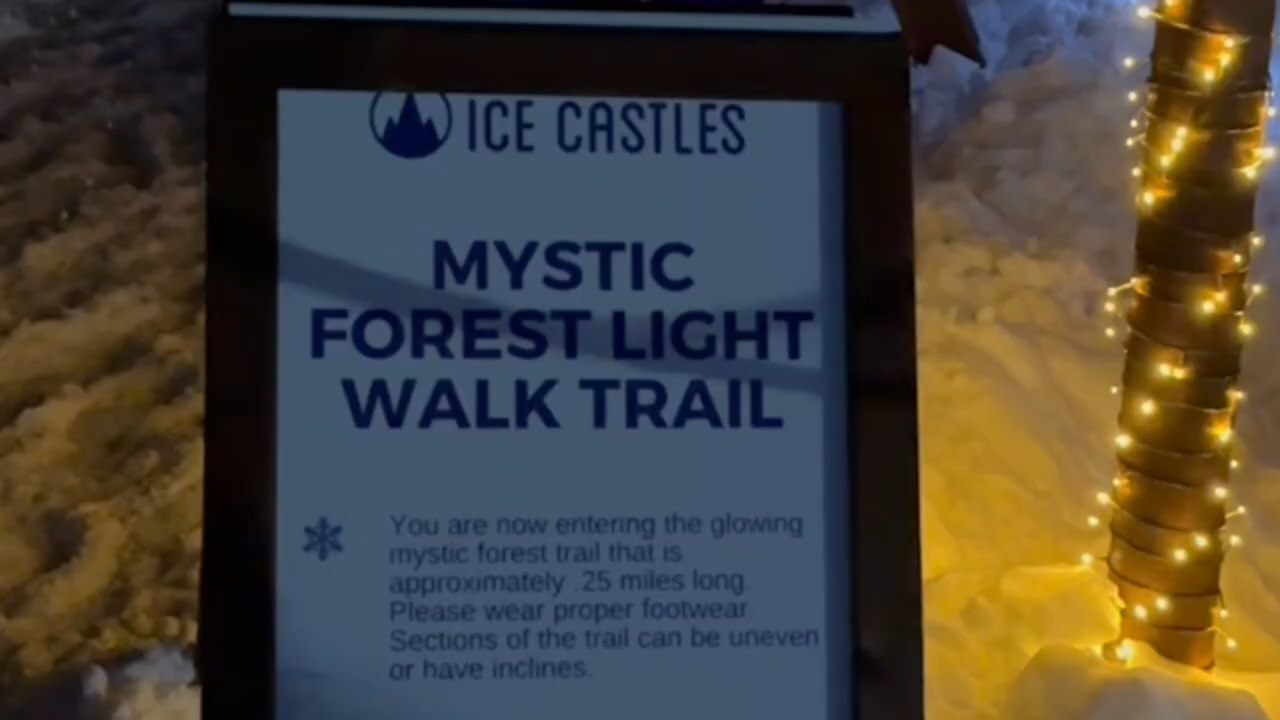 ICE CASTLES
MYSTIC
FOREST LIGHT
WALK TRAIL
You are now entering the glowing
mystic forest trail that is
approximately .25 miles long.
Please wear proper footwear.
Sections of the trail can be uneven
or have inclines.